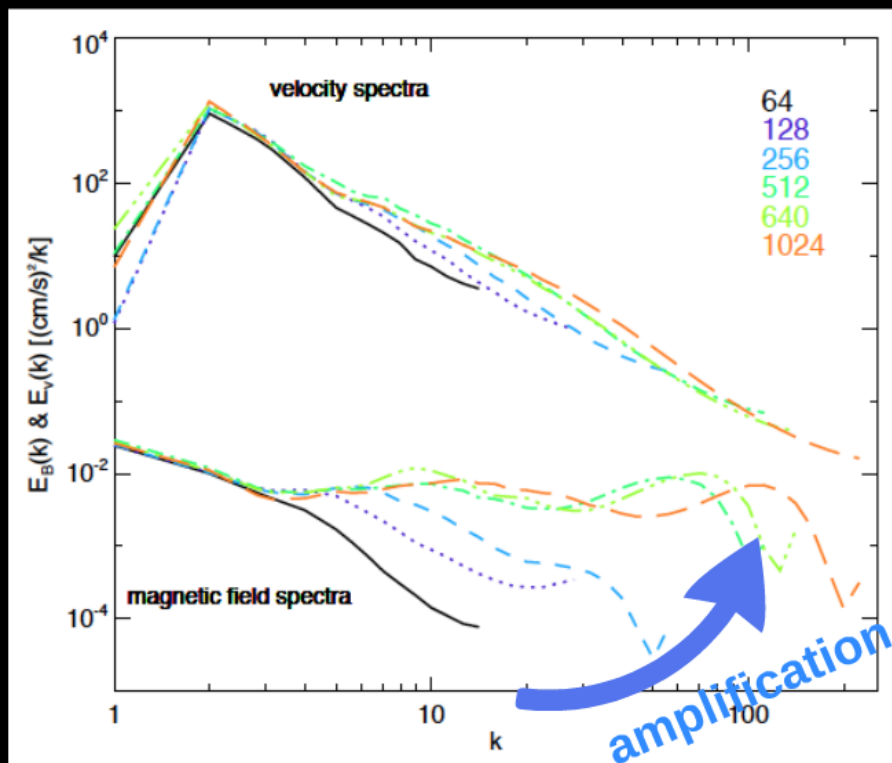 10⁴
velocity spectra
64
128
256
512
640
1024
10²
10⁰
10⁻²
10⁻⁴
E_B(k) & E_v(k) [(cm/s)²/k]
magnetic field spectra
amplification
1
10
100
k